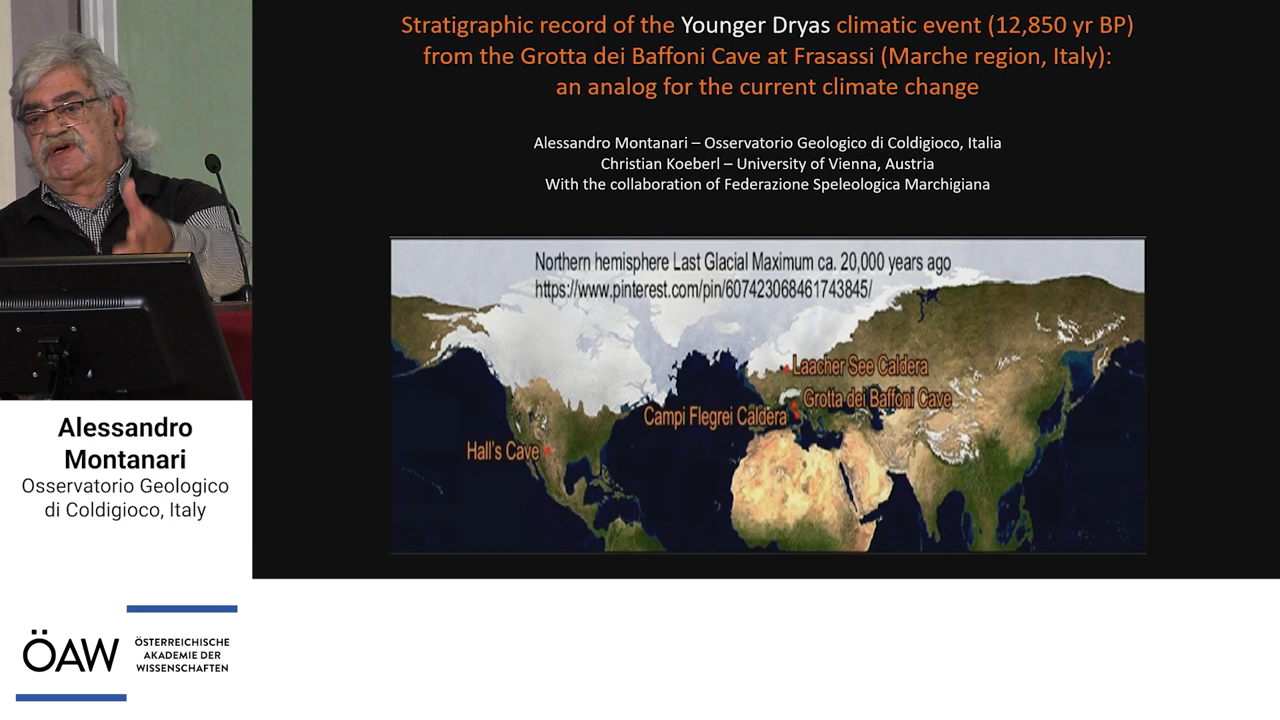 Stratigraphic record of the Younger Dryas climatic event (12,850 yr BP)
from the Grotta dei Baffoni Cave at Frasassi (Marche region, Italy):
an analog for the current climate change
Alessandro Montanari – Osservatorio Geologico di Coldigioco, Italia
Christian Koeberl – University of Vienna, Austria
With the collaboration of Federazione Speleologica Marchigiana
Northern hemisphere Last Glacial Maximum ca. 20,000 years ago
https://www.pinterest.com/pin/607423068461743845/
Laacher See Caldera
Grotta dei Baffoni Cave
Campi Flegrei Caldera
Hall's Cave
Alessandro
Montanari
Osservatorio Geologico
di Coldigioco, Italy
ÖAW
ÖSTERREICHISCHE
AKADEMIE DER
WISSENSCHAFTEN